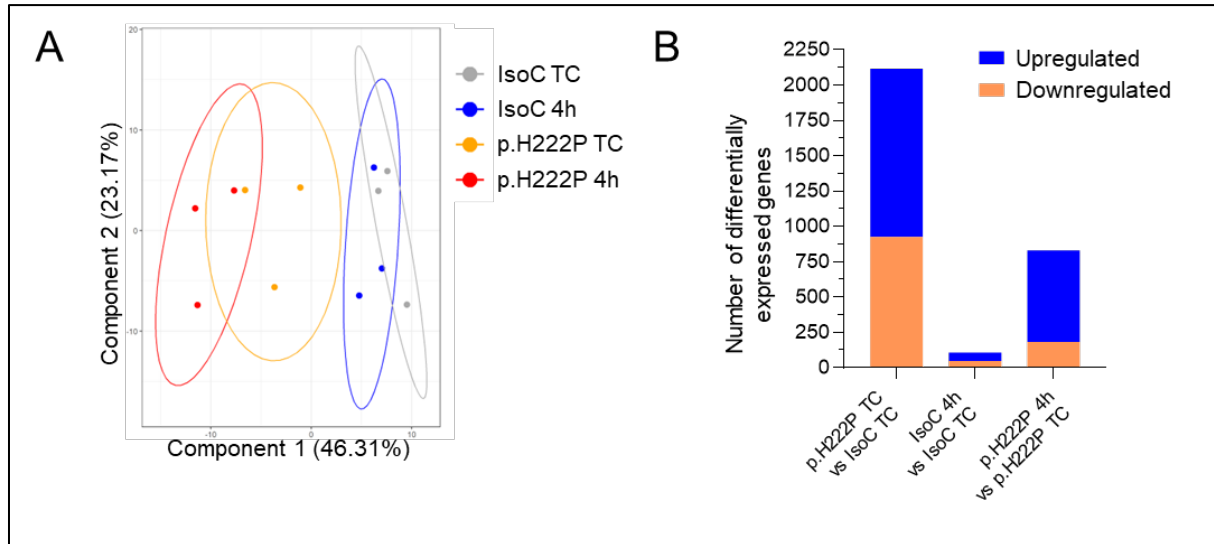 A
20
10
0
-10
-10
0
10
Component 2 (23.17%)
Component 1 (46.31%)
IsoC TC
IsoC 4h
p.H222P TC
p.H222P 4h
B
Number of differentially
expressed genes
2250
2000
1750
1500
1250
1000
750
500
250
0
Upregulated
Downregulated
p.H222P TC
vs IsoC TC
IsoC 4h
vs IsoC TC
p.H222P 4h
vs p.H222P TC